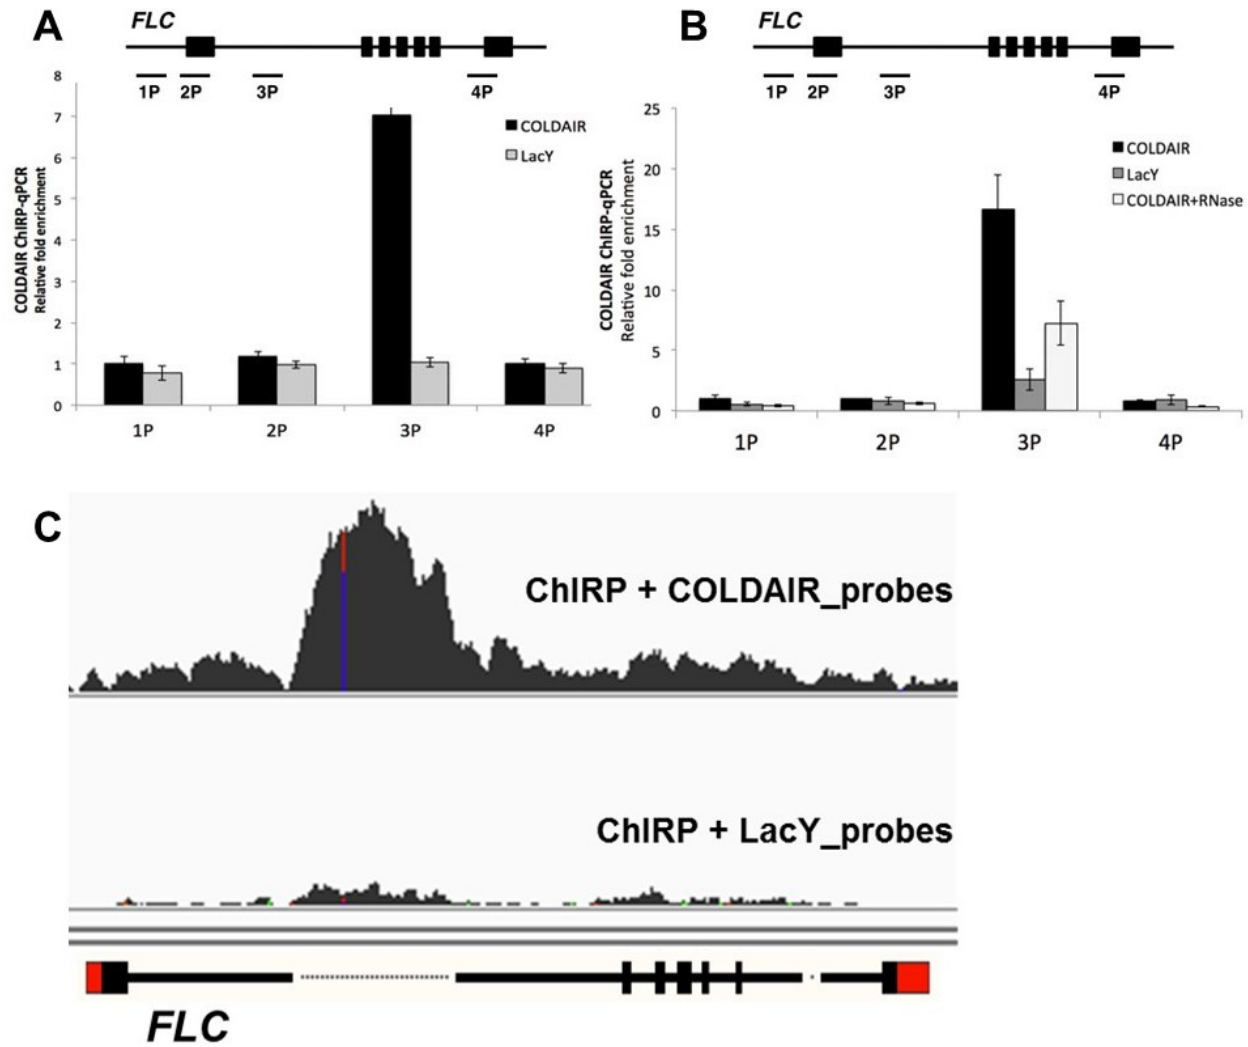 A
FLC
1P 2P 3P 4P
COLDAIR ChIRP-qPCR
Relative fold enrichment
8
7
6
5
4
3
2
1
0
COLDAIR
LacY
1P 2P 3P 4P
B
FLC
1P 2P 3P 4P
COLDAIR ChIRP-qPCR
Relative fold enrichment
25
20
15
10
5
0
COLDAIR
LacY
COLDAIR+RNase
1P 2P 3P 4P
C
ChIRP + COLDAIR_probes
ChIRP + LacY_probes
FLC